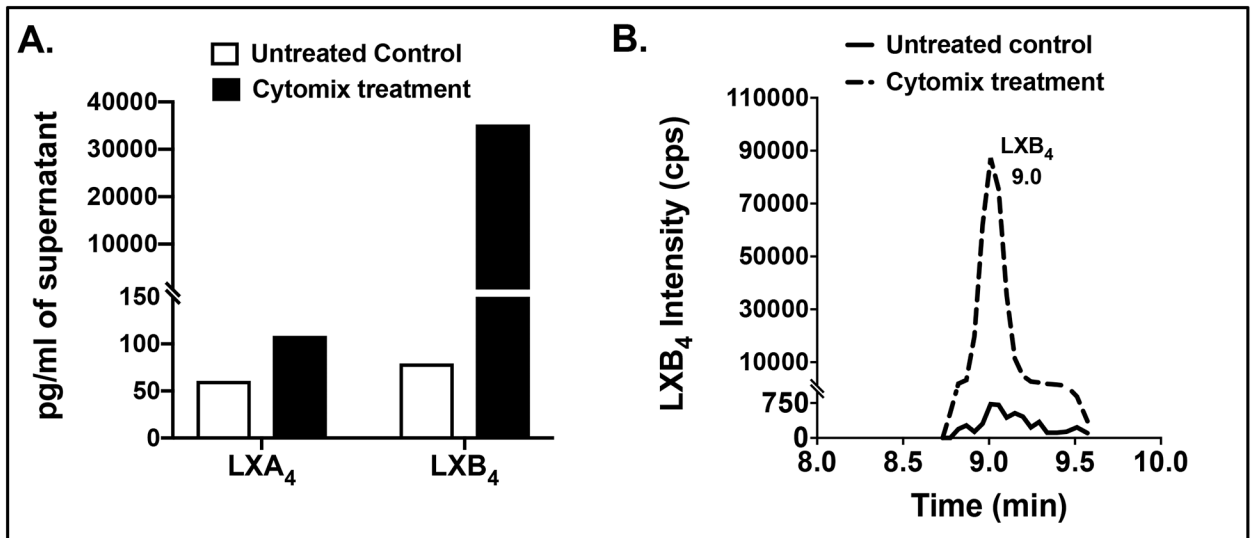 A.
Untreated Control
Cytomix treatment
pg/ml of supernatant
40000
30000
20000
10000
150
100
50
0
LXA₄
LXB₄
B.
Untreated control
Cytomix treatment
LXB₄ Intensity (cps)
110000
90000
70000
50000
30000
10000
750
0
LXB₄
9.0
8.0 8.5 9.0 9.5 10.0
Time (min)